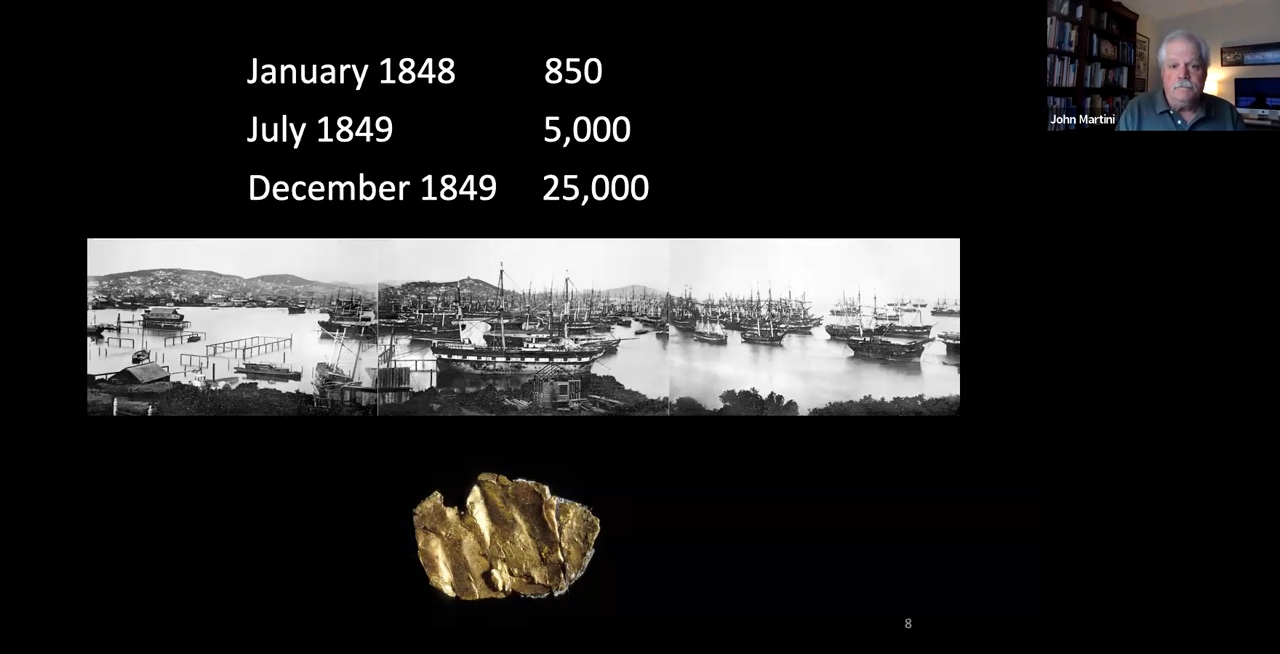 January 1848 850
July 1849 5,000
December 1849 25,000
John Martini
8